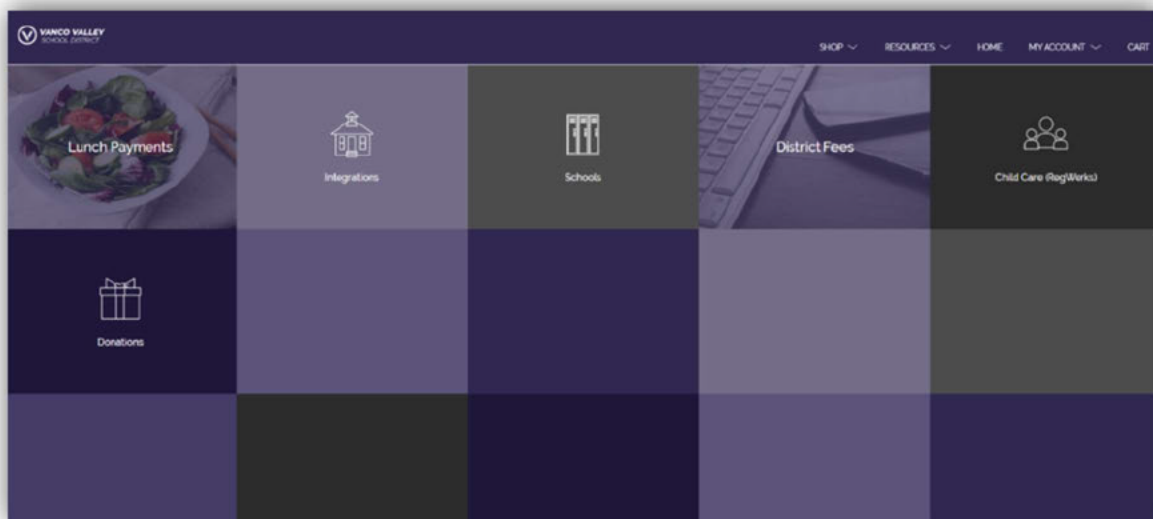 VANCO VALLEY
SCHOOL DISTRICT
SHOP
RESOURCES
HOME
MY ACCOUNT
CART
Lunch Payments
Integrations
Schools
District Fees
Child Care (RegWerks)
Donations